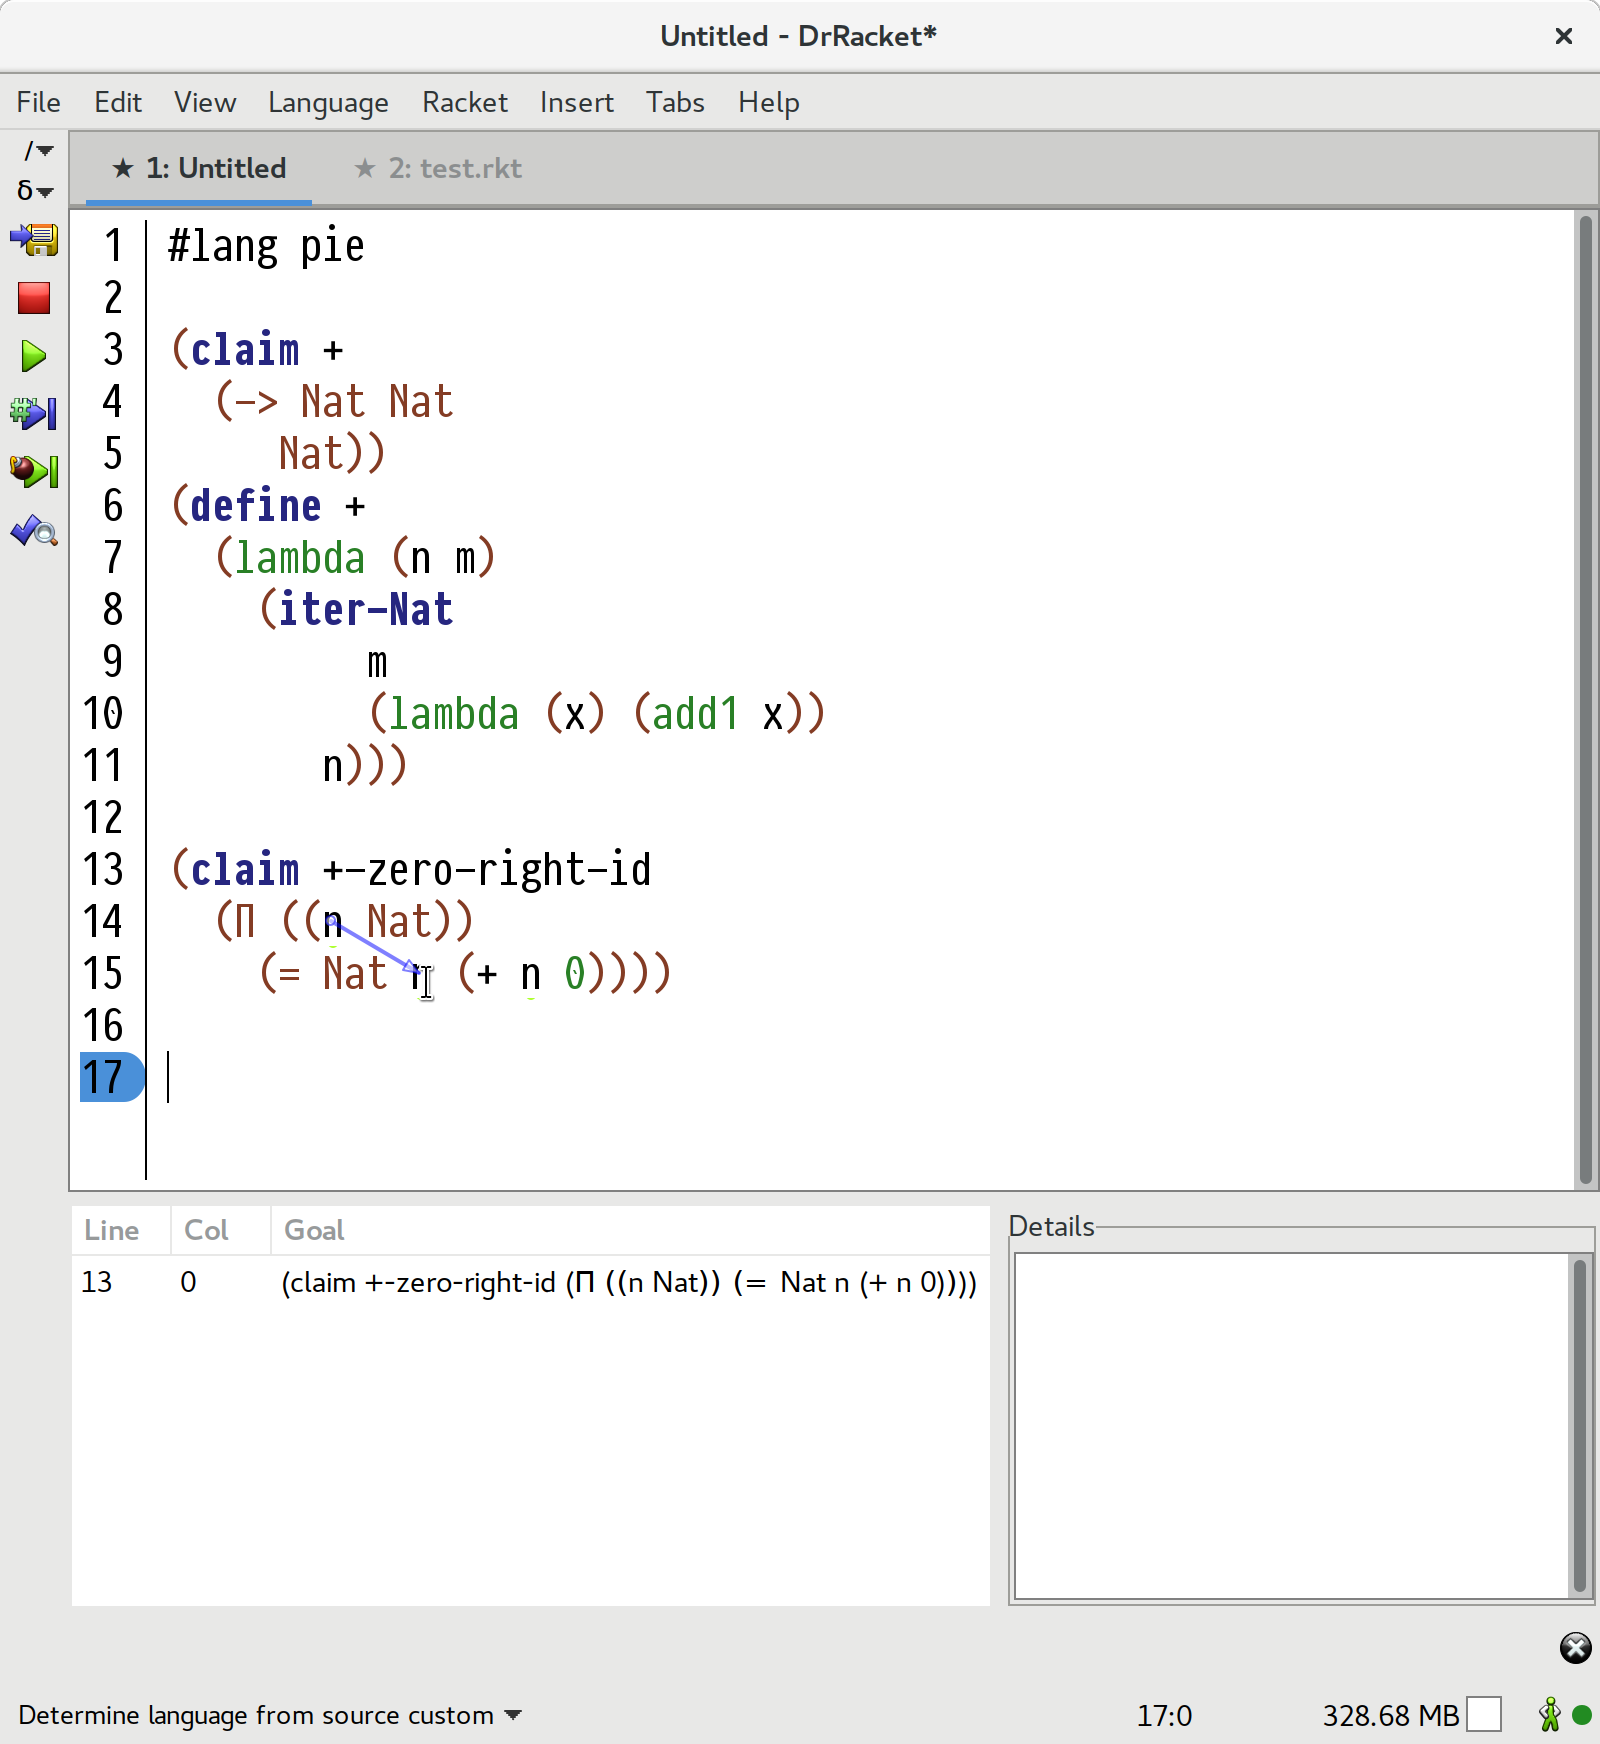 Untitled - DrRacket*
File Edit View Language Racket Insert Tabs Help
/
δ
★ 1: Untitled ★ 2: test.rkt
1 #lang pie
2
3 (claim +
4 (-> Nat Nat
5 Nat))
6 (define +
7 (lambda (n m)
8 (iter-Nat
9 m
10 (lambda (x) (add1 x))
11 n)))
12
13 (claim +-zero-right-id
14 (Π ((n Nat))
15 (= Nat n (+ n 0))))
16
17
Line Col Goal
13 0 (claim +-zero-right-id (Π ((n Nat)) (= Nat n (+ n 0))))
Details
Determine language from source custom 17:0 328.68 MB